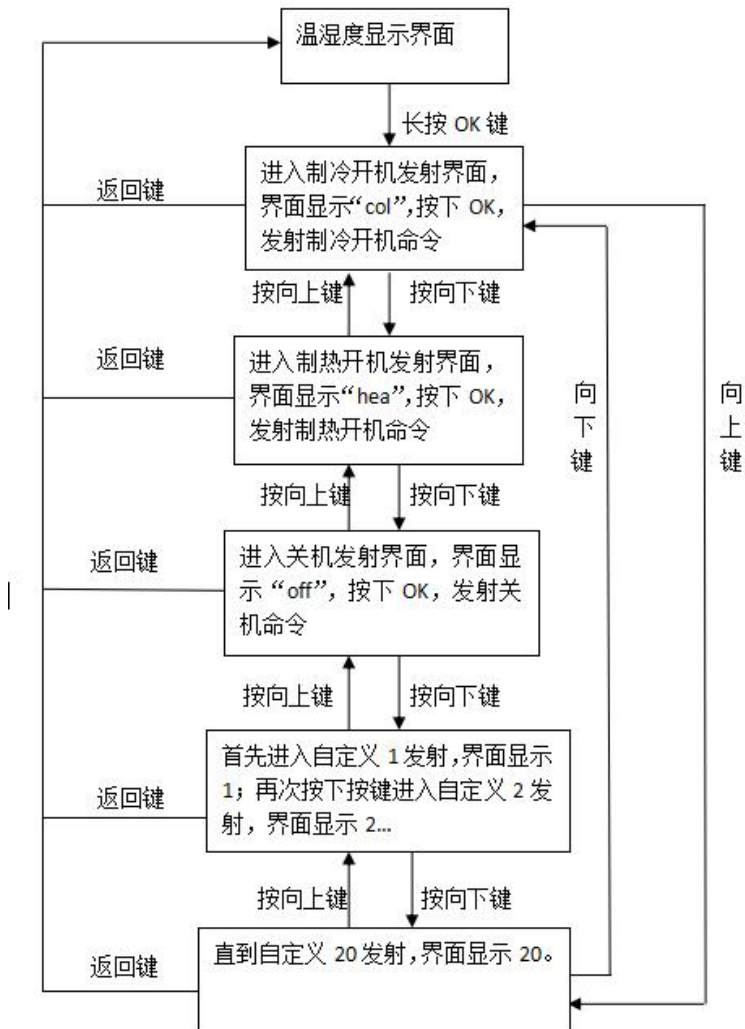 温湿度显示界面
长按 OK 键
返回键
进入制冷开机发射界面，
界面显示“col”,按下 OK，
发射制冷开机命令
按向上键
按向下键
返回键
进入制热开机发射界面，
界面显示“hea”,按下 OK，
发射制热开机命令
向下键
向上键
按向上键
按向下键
返回键
进入关机发射界面，界面显
示“off”，按下 OK，发射关
机命令
按向上键
按向下键
返回键
首先进入自定义 1 发射,界面显示
1；再次按下按键进入自定义 2 发
射，界面显示 2...
按向上键
按向下键
返回键
直到自定义 20 发射,界面显示 20。